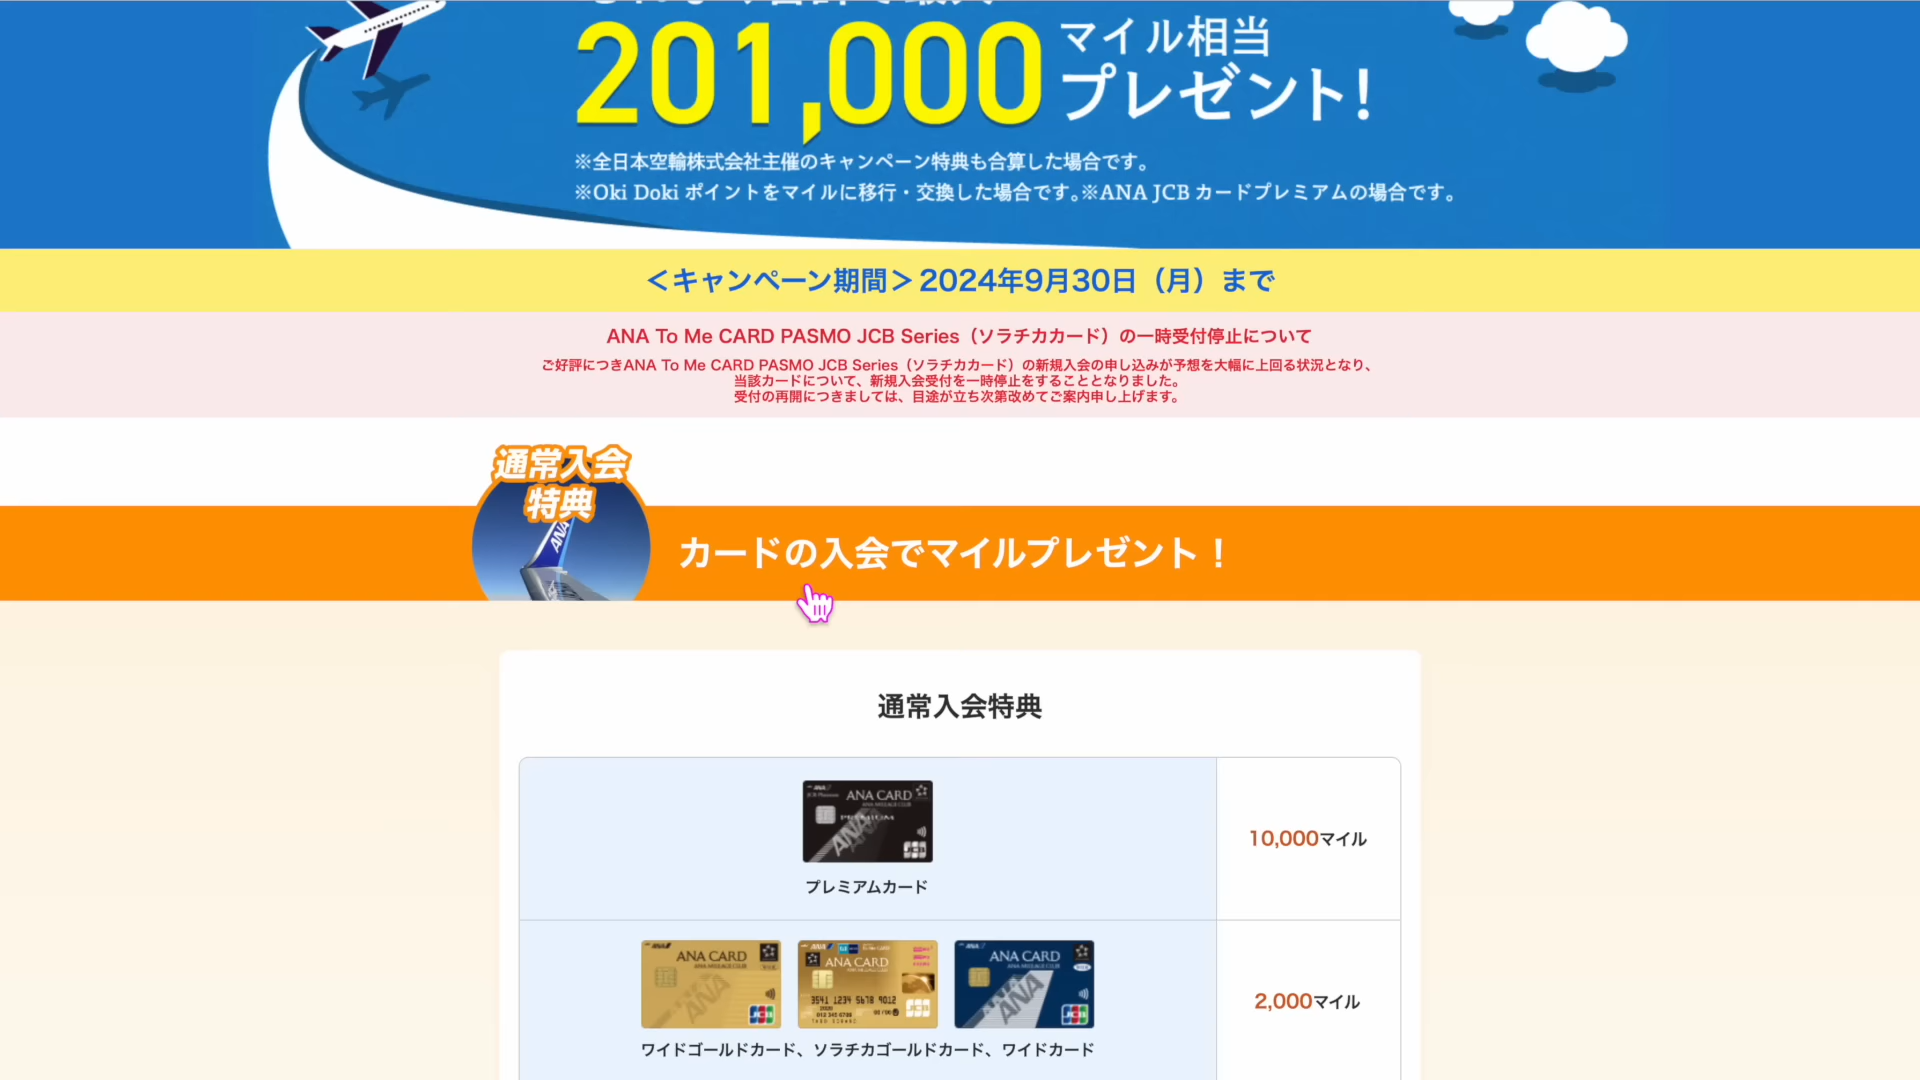 201,000
マイル相当
プレゼント!
※全日本空輸株式会社主催のキャンペーン特典も合算した場合です。
※Oki Doki ポイントをマイルに移行・交換した場合です。※ANA JCB カードプレミアムの場合です。
＜キャンペーン期間＞2024年9月30日（月）まで
ANA To Me CARD PASMO JCB Series（ソラチカカード）の一時受付停止について
ご好評につきANA To Me CARD PASMO JCB Series（ソラチカカード）の新規入会の申し込みが予想を大幅に上回る状況となり、
当該カードについて、新規入会受付を一時停止をすることとなりました。
受付の再開につきましては、目途が立ち次第改めてご案内申し上げます。
通常入会
特典
ANA
カードの入会でマイルプレゼント！
通常入会特典
ANA CARD
PREMIUM
ANA
プレミアムカード
10,000マイル
ANA CARD
ANA
JCB
ANA CARD
3541 1234 5678 9012
JCB
ANA CARD
ANA
JCB
ワイドゴールドカード、ソラチカゴールドカード、ワイドカード
2,000マイル